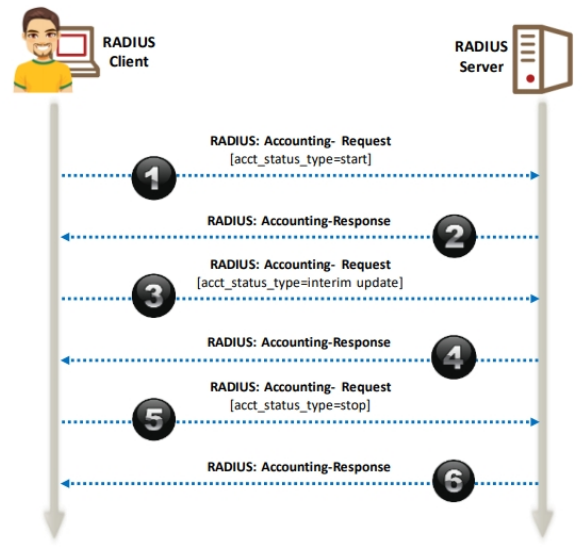 RADIUS
Client
RADIUS
Server
RADIUS: Accounting- Request
[acct_status_type=start]
1
RADIUS: Accounting-Response
2
RADIUS: Accounting- Request
[acct_status_type=interim update]
3
RADIUS: Accounting-Response
4
RADIUS: Accounting- Request
[acct_status_type=stop]
5
RADIUS: Accounting-Response
6